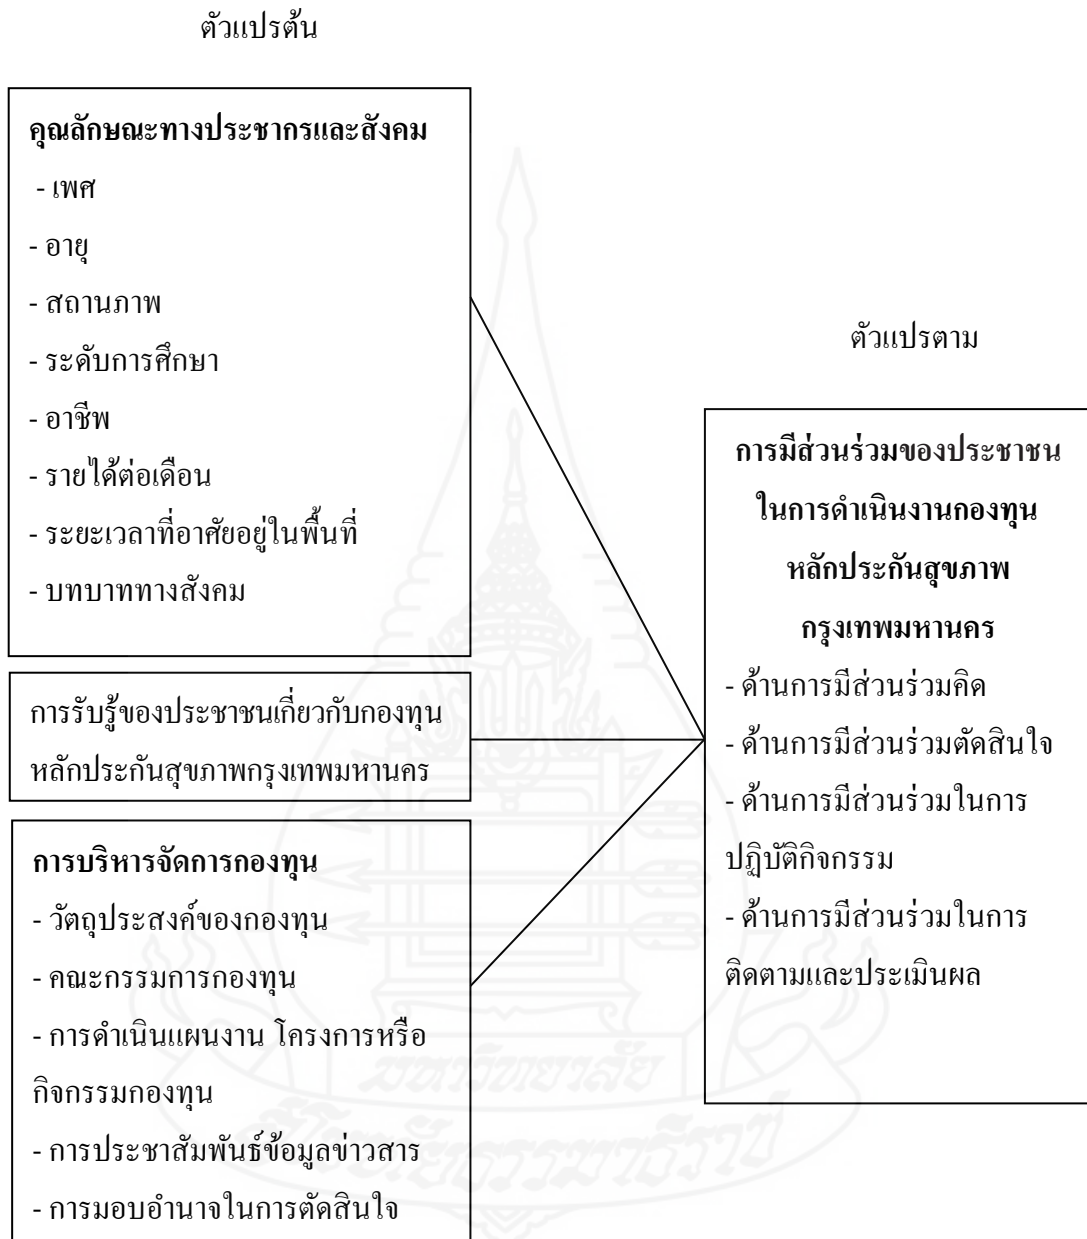 ตัวแปรต้น
คุณลักษณะทางประชากรและสังคม
- เพศ
- อายุ
- สถานภาพ
- ระดับการศึกษา
- อาชีพ
- รายได้ต่อเดือน
- ระยะเวลาที่อาศัยอยู่ในพื้นที่
- บทบาททางสังคม
การรับรู้ของประชาชนเกี่ยวกับกองทุน
หลักประกันสุขภาพกรุงเทพมหานคร
การบริหารจัดการกองทุน
- วัตถุประสงค์ของกองทุน
- คณะกรรมการกองทุน
- การดำเนินแผนงาน โครงการหรือ
กิจกรรมกองทุน
- การประชาสัมพันธ์ข้อมูลข่าวสาร
- การมอบอำนาจในการตัดสินใจ
ตัวแปรตาม
การมีส่วนร่วมของประชาชน
ในการดำเนินงานกองทุน
หลักประกันสุขภาพ
กรุงเทพมหานคร
- ด้านการมีส่วนร่วมคิด
- ด้านการมีส่วนร่วมตัดสินใจ
- ด้านการมีส่วนร่วมในการ
ปฏิบัติกิจกรรม
- ด้านการมีส่วนร่วมในการ
ติดตามและประเมินผล
มหาวิทยาลัย
สุโขทัยธรรมาธิราช